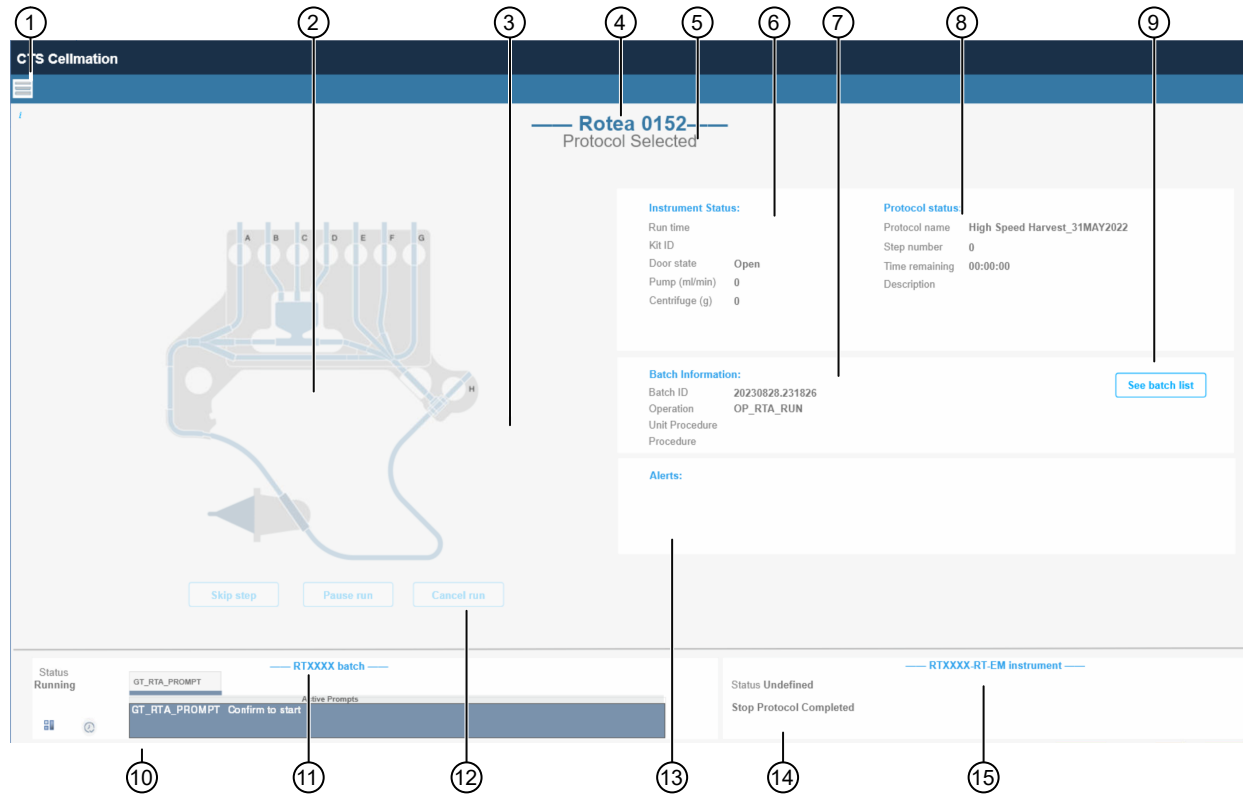 1 2 3 4 5 6 7 8 9
CTS Cellmation
i
Rotea 0152
Protocol Selected
A B C D E F G
H
Instrument Status:
Run time
Kit ID
Door state Open
Pump (ml/min) 0
Centrifuge (g) 0
Protocol status:
Protocol name High Speed Harvest_31MAY2022
Step number 0
Time remaining 00:00:00
Description
Batch Information:
Batch ID 20230828.231826
Operation OP_RTA_RUN
Unit Procedure
Procedure
See batch list
Alerts:
Skip step Pause run Cancel run
RTXXXX batch
Status
Running
GT_RTA_PROMPT
Active Prompts
GT_RTA_PROMPT Confirm to start
RTXXXX-RT-EM instrument
Status Undefined
Stop Protocol Completed
10 11 12 13 14 15